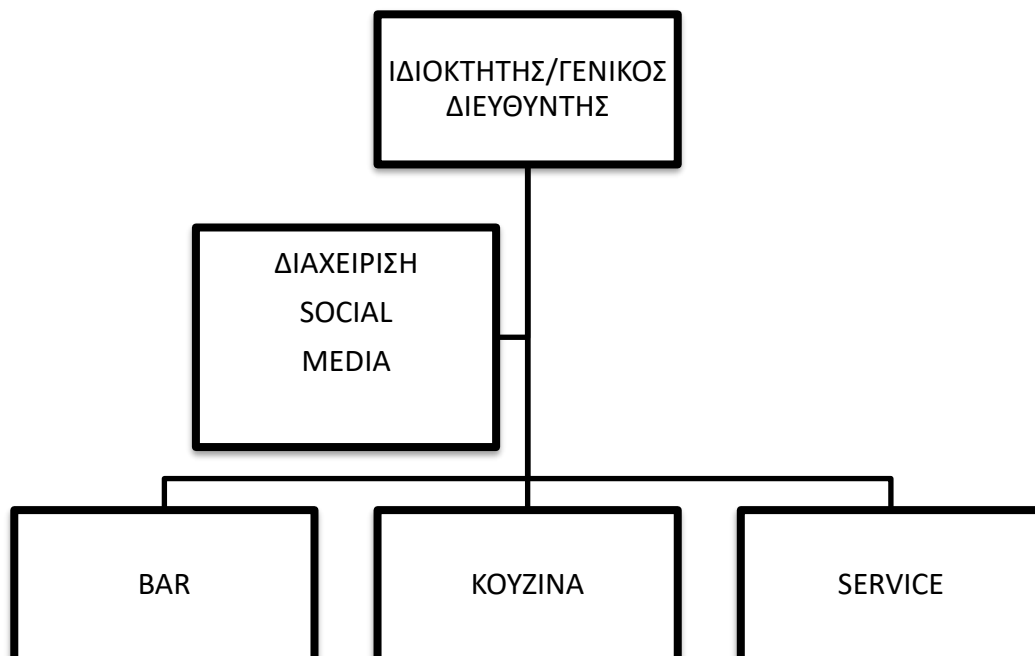 ΙΔΙΟΚΤΗΤΗΣ/ΓΕΝΙΚΟΣ
ΔΙΕΥΘΥΝΤΗΣ
ΔΙΑΧΕΙΡΙΣΗ
SOCIAL
MEDIA
BAR
ΚΟΥΖΙΝΑ
SERVICE